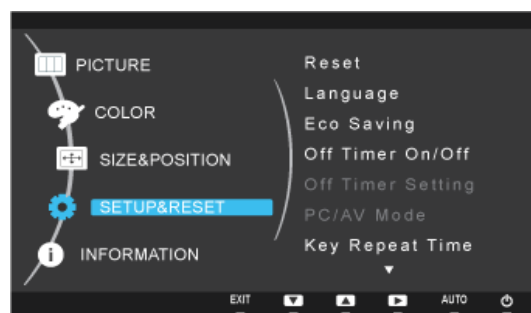 PICTURE
COLOR
SIZE&POSITION
SETUP&RESET
INFORMATION
Reset
Language
Eco Saving
Off Timer On/Off
Off Timer Setting
PC/AV Mode
Key Repeat Time
EXIT AUTO